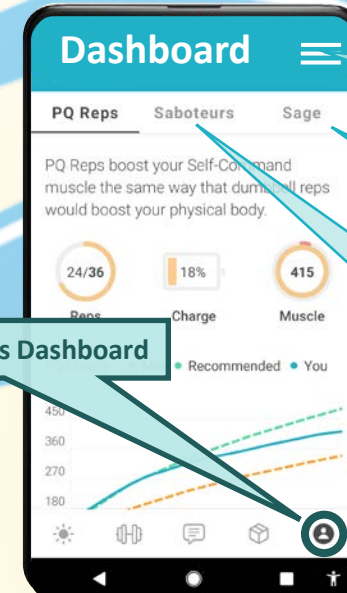 Dashboard
PQ Reps Saboteurs Sage
PQ Reps boost your Self-Command
muscle the same way that dumbbell reps
would boost your physical body.
24/36 18% 415
Reps Charge Muscle
s Dashboard
Recommended You
450
360
270
180